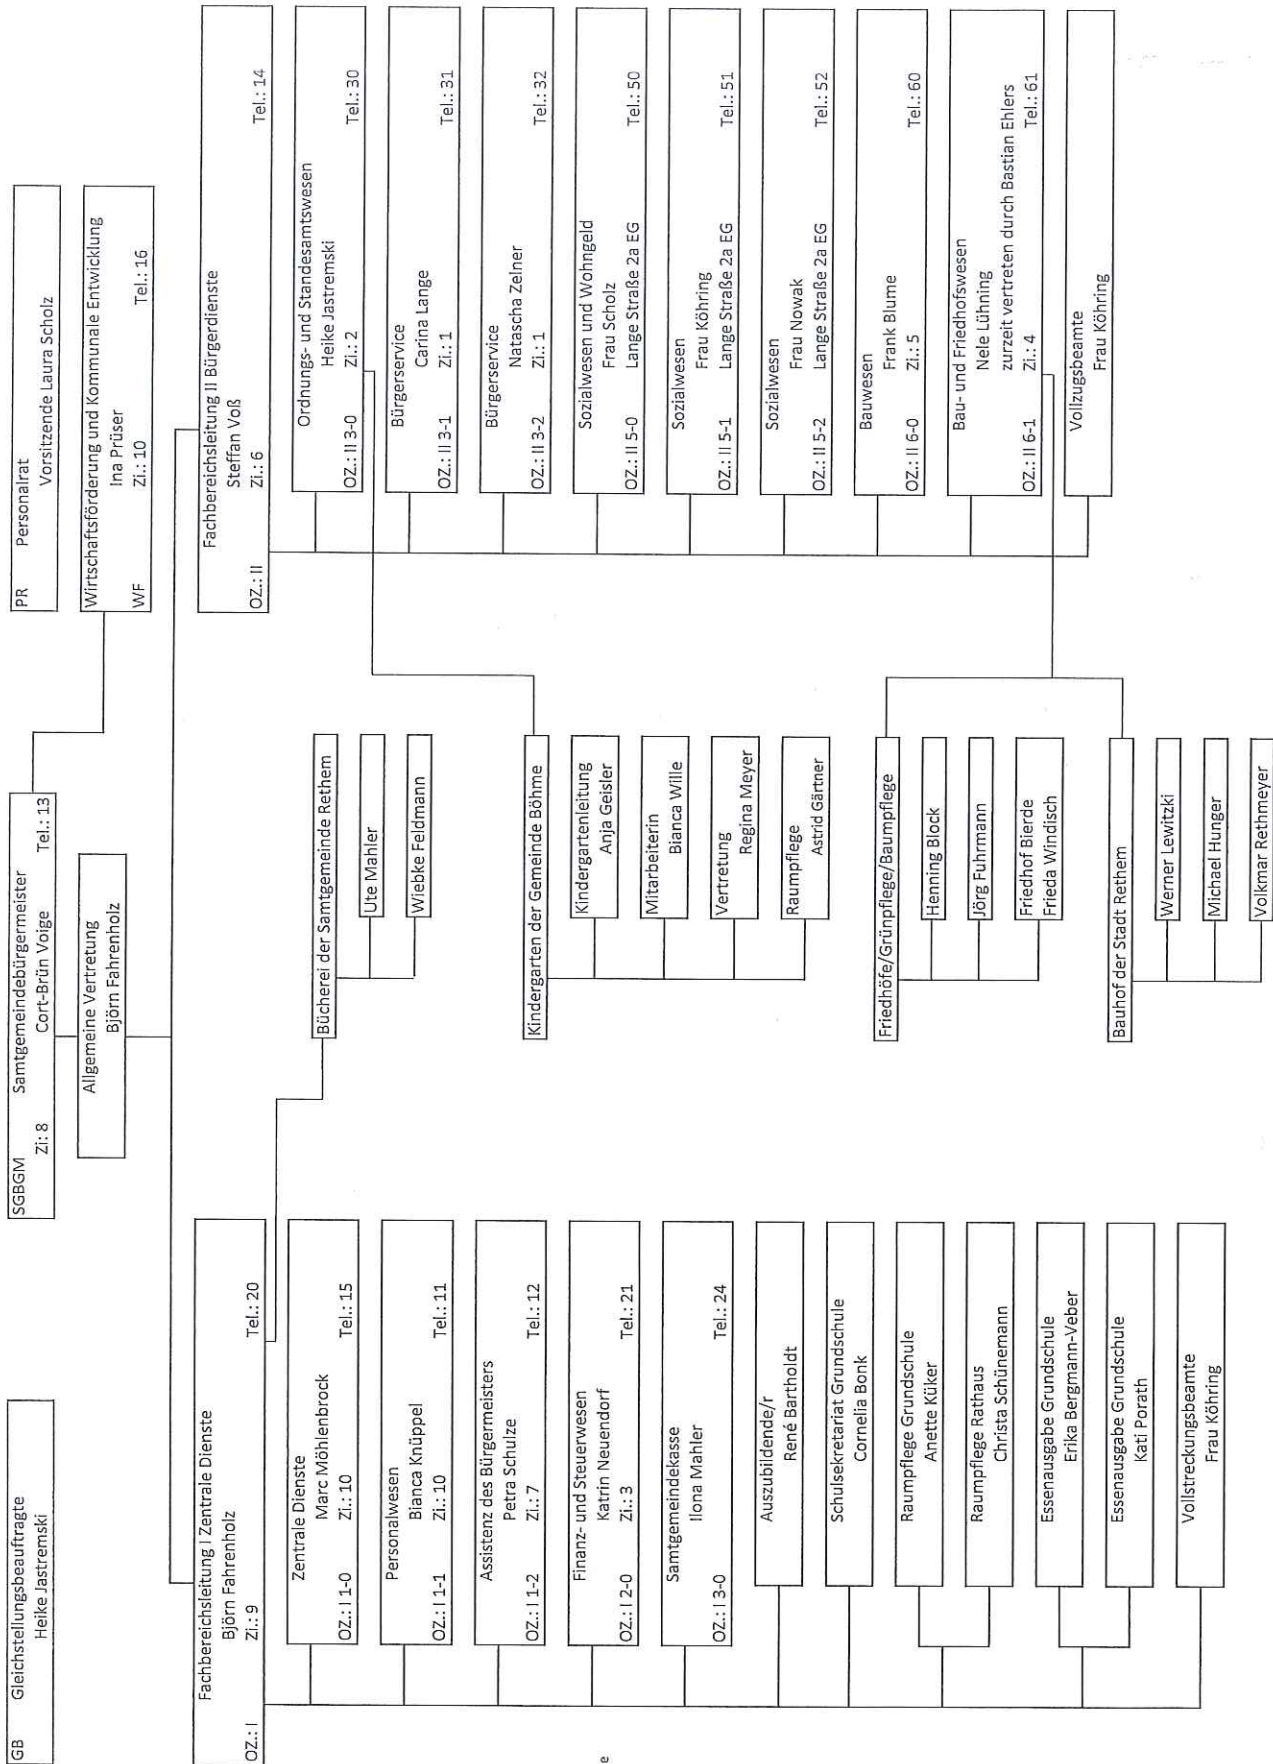 GB Gleichstellungsbeauftragte
Heike Jastremski
SGBGM Samtgemeindebürgermeister
Zi: 8 Cort-Brün Voige Tel.: 13
Allgemeine Vertretung
Björn Fahrenholz
PR Personalrat
Vorsitzende Laura Scholz
Wirtschaftsförderung und Kommunale Entwicklung
Ina Prüser
WF Zi.: 10 Tel.: 16
Fachbereichsleitung I Zentrale Dienste
Björn Fahrenholz
OZ.: I Zi.: 9 Tel.: 20
Zentrale Dienste
Marc Möhlenbrock
OZ.: I 1-0 Zi.: 10 Tel.: 15
Personalwesen
Bianca Knüppel
OZ.: I 1-1 Zi.: 10 Tel.: 11
Assistenz des Bürgermeisters
Petra Schulze
OZ.: I 1-2 Zi.: 7 Tel.: 12
Finanz- und Steuerwesen
Katrin Neuendorf
OZ.: I 2-0 Zi.: 3 Tel.: 21
Samtgemeindekasse
Ilona Mahler
OZ.: I 3-0 Tel.: 24
Auszubildende/r
René Bartholdt
Schulsekretariat Grundschule
Cornelia Bonk
Raumpflege Grundschule
Anette Küker
Raumpflege Rathaus
Christa Schünemann
Essenausgabe Grundschule
Erika Bergmann-Veber
Essenausgabe Grundschule
Kati Porath
Vollstreckungsbeamte
Frau Köhring
e
Bücherei der Samtgemeinde Rethem
Ute Mahler
Wiebke Feldmann
Kindergarten der Gemeinde Böhme
Kindergartenleitung
Anja Geisler
Mitarbeiterin
Bianca Wille
Vertretung
Regina Meyer
Raumpflege
Astrid Gärtner
Friedhöfe/Grünpflege/Baumpflege
Henning Block
Jörg Fuhrmann
Friedhof Bierde
Frieda Windisch
Bauhof der Stadt Rethem
Werner Lewitzki
Michael Hunger
Volkmar Rethmeyer
Fachbereichsleitung II Bürgerdienste
Steffan Voß
OZ.: II Zi.: 6 Tel.: 14
Ordnungs- und Standesamtswesen
Heike Jastremski
OZ.: II 3-0 Zi.: 2 Tel.: 30
Bürgerservice
Carina Lange
OZ.: II 3-1 Zi.: 1 Tel.: 31
Bürgerservice
Natascha Zelner
OZ.: II 3-2 Zi.: 1 Tel.: 32
Sozialwesen und Wohngeld
Frau Scholz
OZ.: II 5-0 Lange Straße 2a EG Tel.: 50
Sozialwesen
Frau Köhring
OZ.: II 5-1 Lange Straße 2a EG Tel.: 51
Sozialwesen
Frau Nowak
OZ.: II 5-2 Lange Straße 2a EG Tel.: 52
Bauwesen
Frank Blume
OZ.: II 6-0 Zi.: 5 Tel.: 60
Bau- und Friedhofswesen
Nele Lühning
zurzeit vertreten durch Bastian Ehlers
OZ.: II 6-1 Zi.: 4 Tel.: 61
Vollzugsbeamte
Frau Köhring